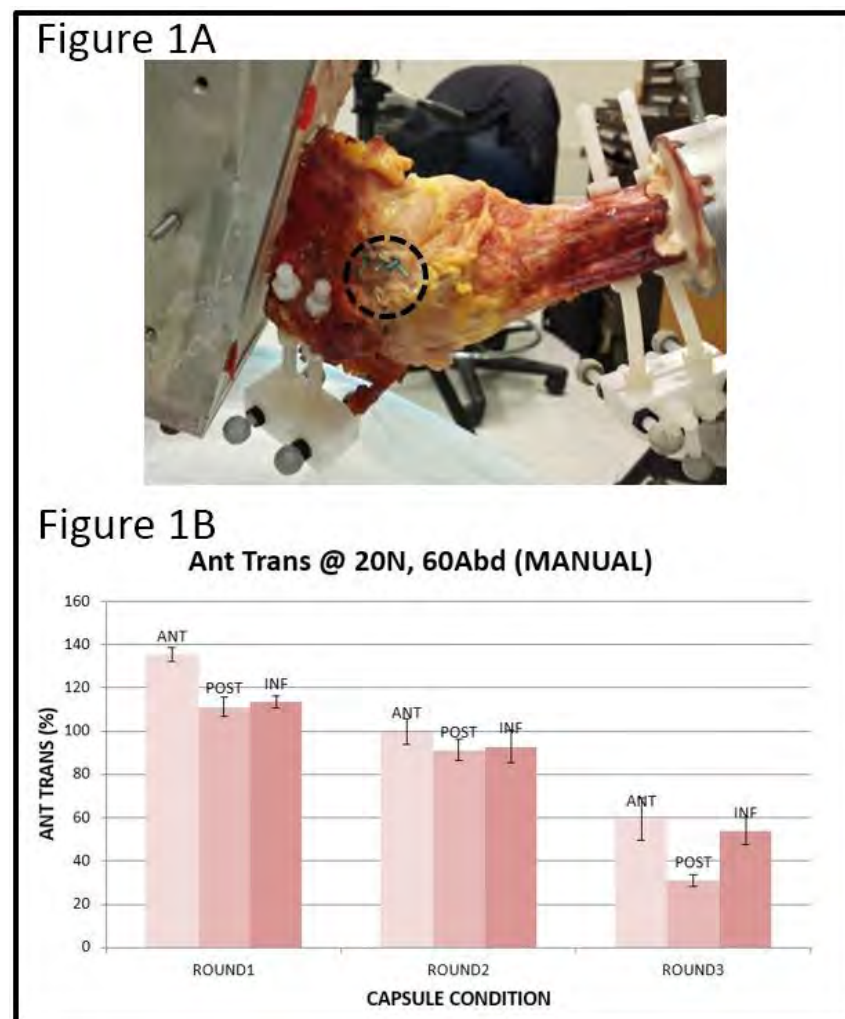 Figure 1A
Figure 1B
Ant Trans @ 20N, 60Abd (MANUAL)
160
140
120
100
80
60
40
20
0
ANT TRANS (%)
ANT
POST
INF
ANT
POST
INF
ANT
POST
INF
ROUND1
ROUND2
ROUND3
CAPSULE CONDITION